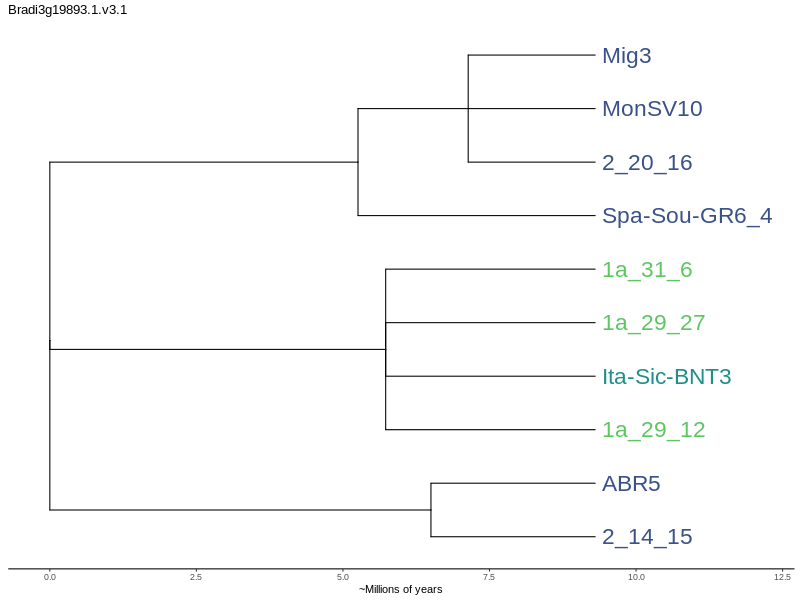 Bradi3g19893.1.v3.1
Mig3
MonSV10
2_20_16
Spa-Sou-GR6_4
1a_31_6
1a_29_27
Ita-Sic-BNT3
1a_29_12
ABR5
2_14_15
0.0 2.5 5.0 7.5 10.0 12.5
~Millions of years